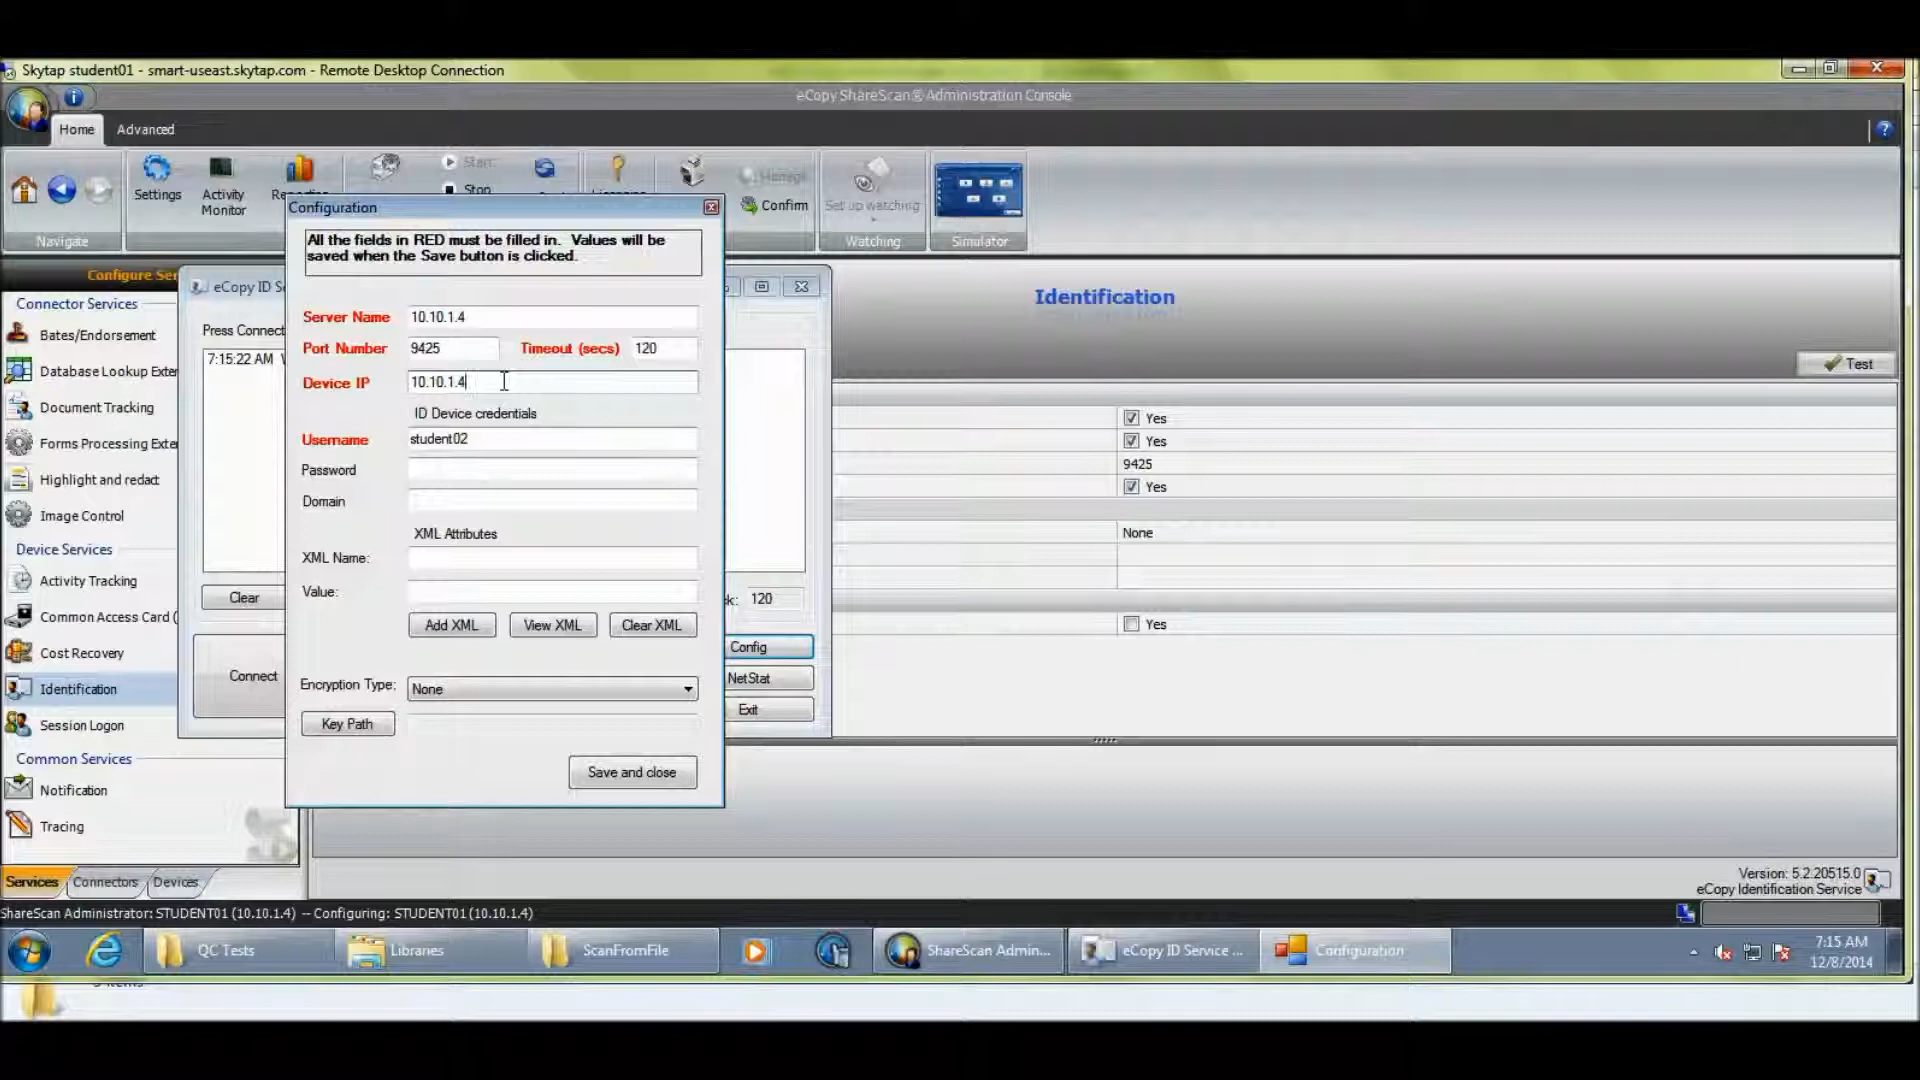 Skytap student01 - smart-useast.skytap.com - Remote Desktop Connection
eCopy ShareScan® Administration Console
Home
Advanced
Settings
Activity
Monitor
Start
Stop
Confirm
Set up watching
Navigate
Watching
Simulator
Configuration
All the fields in RED must be filled in. Values will be
saved when the Save button is clicked.
Server Name 10.10.1.4
Port Number 9425 Timeout (secs) 120
Device IP 10.10.1.4
ID Device credentials
Username student02
Password
Domain
XML Attributes
XML Name:
Value:
Add XML View XML Clear XML
Encryption Type: None
Key Path
Save and close
Connector Services
Bates/Endorsement
Database Lookup Exter
Document Tracking
Forms Processing Exte
Highlight and redact
Image Control
Device Services
Activity Tracking
Common Access Card (
Cost Recovery
Identification
Session Logon
Common Services
Notification
Tracing
Services Connectors Devices
Configure Ser
eCopy ID Se
Press Connect
7:15:22 AM
Clear
Connect
120
Config
NetStat
Exit
Identification
Test
Yes
Yes
9425
Yes
None
Yes
Version: 5.2.20515.0
eCopy Identification Service
ShareScan Administrator: STUDENT01 (10.10.1.4) -- Configuring: STUDENT01 (10.10.1.4)
QC Tests
Libraries
ScanFromFile
ShareScan Admin...
eCopy ID Service ...
Configuration
7:15 AM
12/8/2014